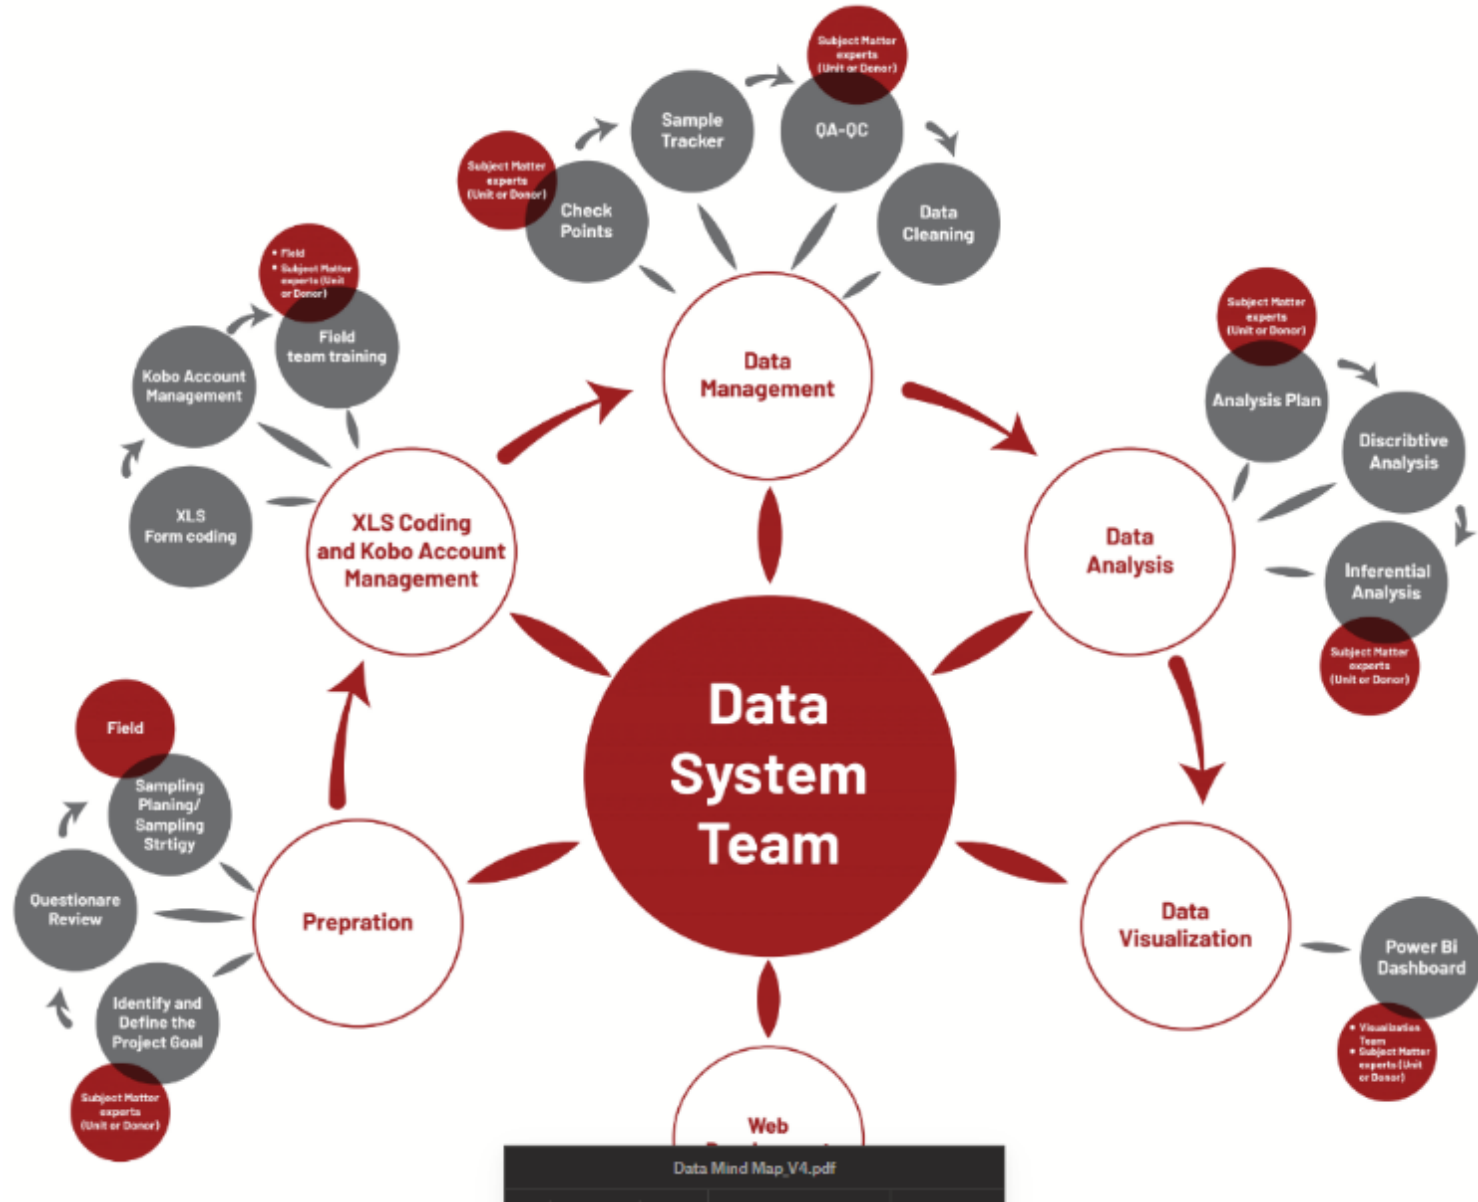 Subject Matter
experts
(Unit or Donor)
Sample
Tracker
QA-QC
Subject Matter
experts
(Unit or Donor)
Check
Points
Data
Cleaning
• Field
• Subject Matter
experts (Unit
or Donor)
Field
team training
Kobo Account
Management
XLS
Form coding
Data
Management
Subject Matter
experts
(Unit or Donor)
Analysis Plan
Discribtive
Analysis
Inferential
Analysis
Subject Matter
experts
(Unit or Donor)
XLS Coding
and Kobo Account
Management
Data
Analysis
Data
System
Team
Field
Sampling
Planing/
Sampling
Strtigy
Questionare
Review
Identify and
Define the
Project Goal
Subject Matter
experts
(Unit or Donor)
Prepration
Data
Visualization
Power Bi
Dashboard
• Visualization
Team
• Subject Matter
experts (Unit
or Donor)
Web
Data Mind Map_V4.pdf